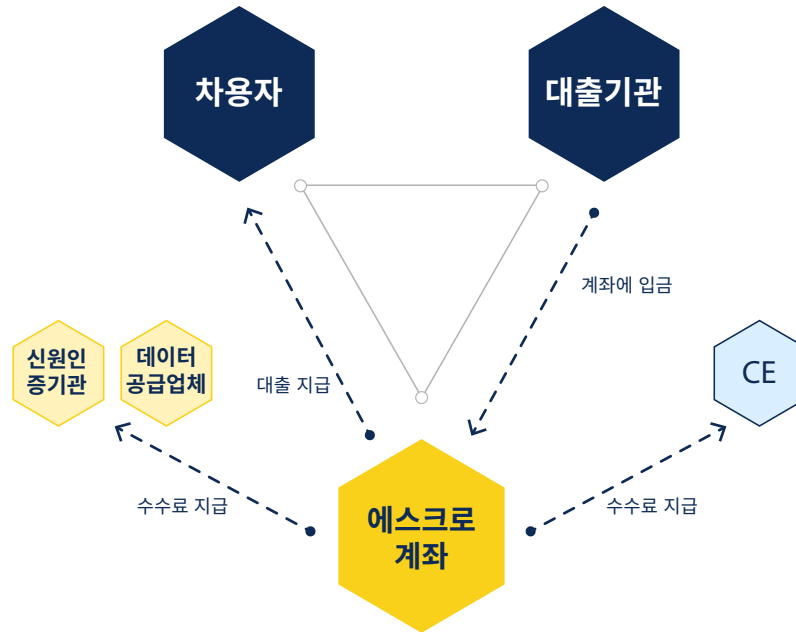 차용자
대출기관
계좌에 입금
신원인
증기관
데이터
공급업체
대출 지급
CE
수수료 지급
수수료 지급
에스크로
계좌